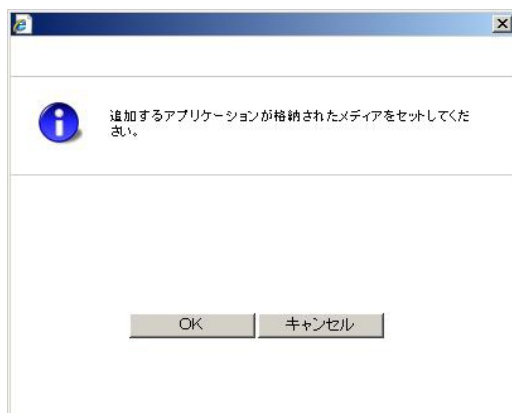 追加するアプリケーションが格納されたメディアをセットしてくだ
さい。
OK
キャンセル